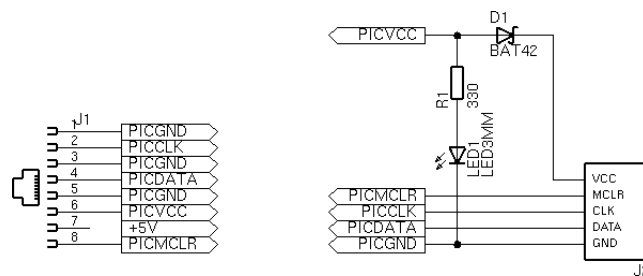 D1
PICVCC
BAT42
R1
330
J1
1 PICGND
2 PICCLK
3 PICGND
4 PICDATA
5 PICGND
6 PICVCC
7 +5V
8 PICMCLR
LED1
LED3MM
PICMCLR
PICCLK
PICDATA
PICGND
VCC
MCLR
CLK
DATA
GND